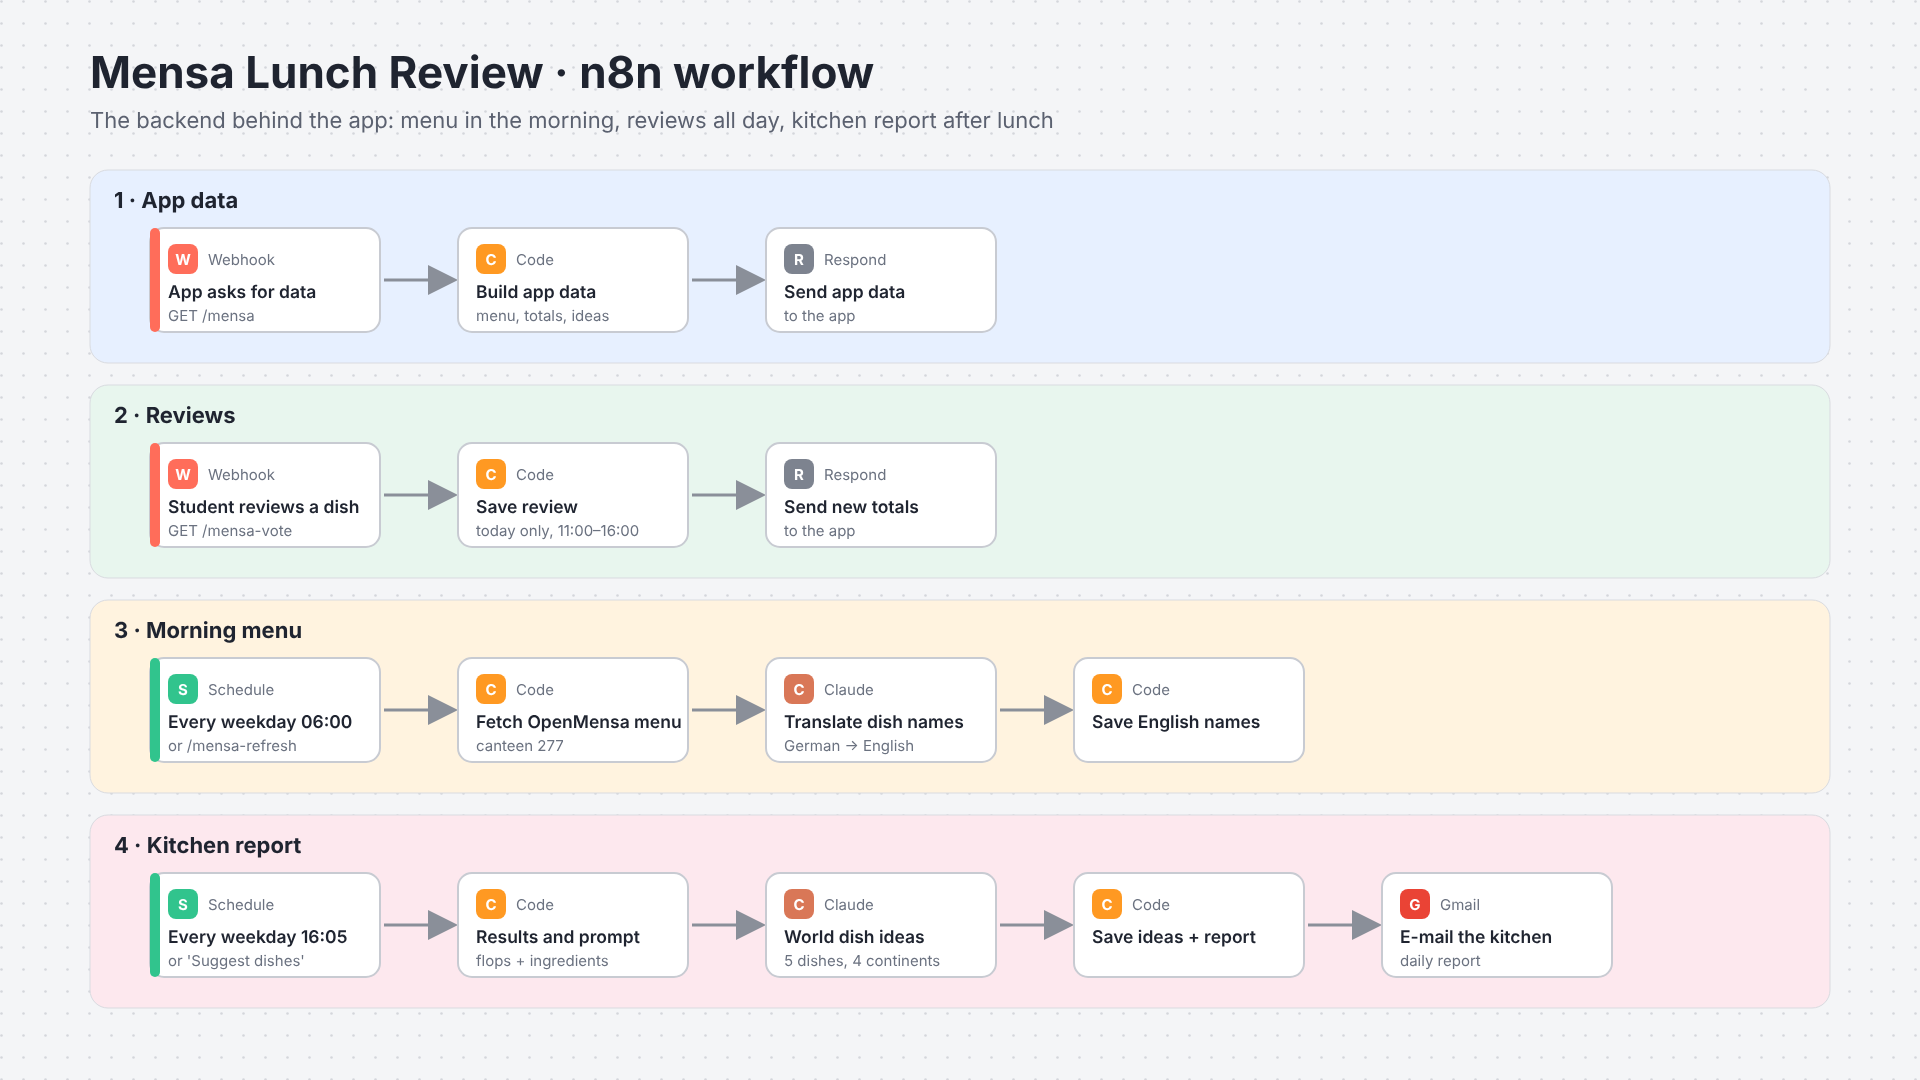 Mensa Lunch Review · n8n workflow
The backend behind the app: menu in the morning, reviews all day, kitchen report after lunch
1 · App data
W Webhook
App asks for data
GET /mensa
C Code
Build app data
menu, totals, ideas
R Respond
Send app data
to the app
2 · Reviews
W Webhook
Student reviews a dish
GET /mensa-vote
C Code
Save review
today only, 11:00–16:00
R Respond
Send new totals
to the app
3 · Morning menu
S Schedule
Every weekday 06:00
or /mensa-refresh
C Code
Fetch OpenMensa menu
canteen 277
C Claude
Translate dish names
German → English
C Code
Save English names
4 · Kitchen report
S Schedule
Every weekday 16:05
or 'Suggest dishes'
C Code
Results and prompt
flops + ingredients
C Claude
World dish ideas
5 dishes, 4 continents
C Code
Save ideas + report
G Gmail
E-mail the kitchen
daily report